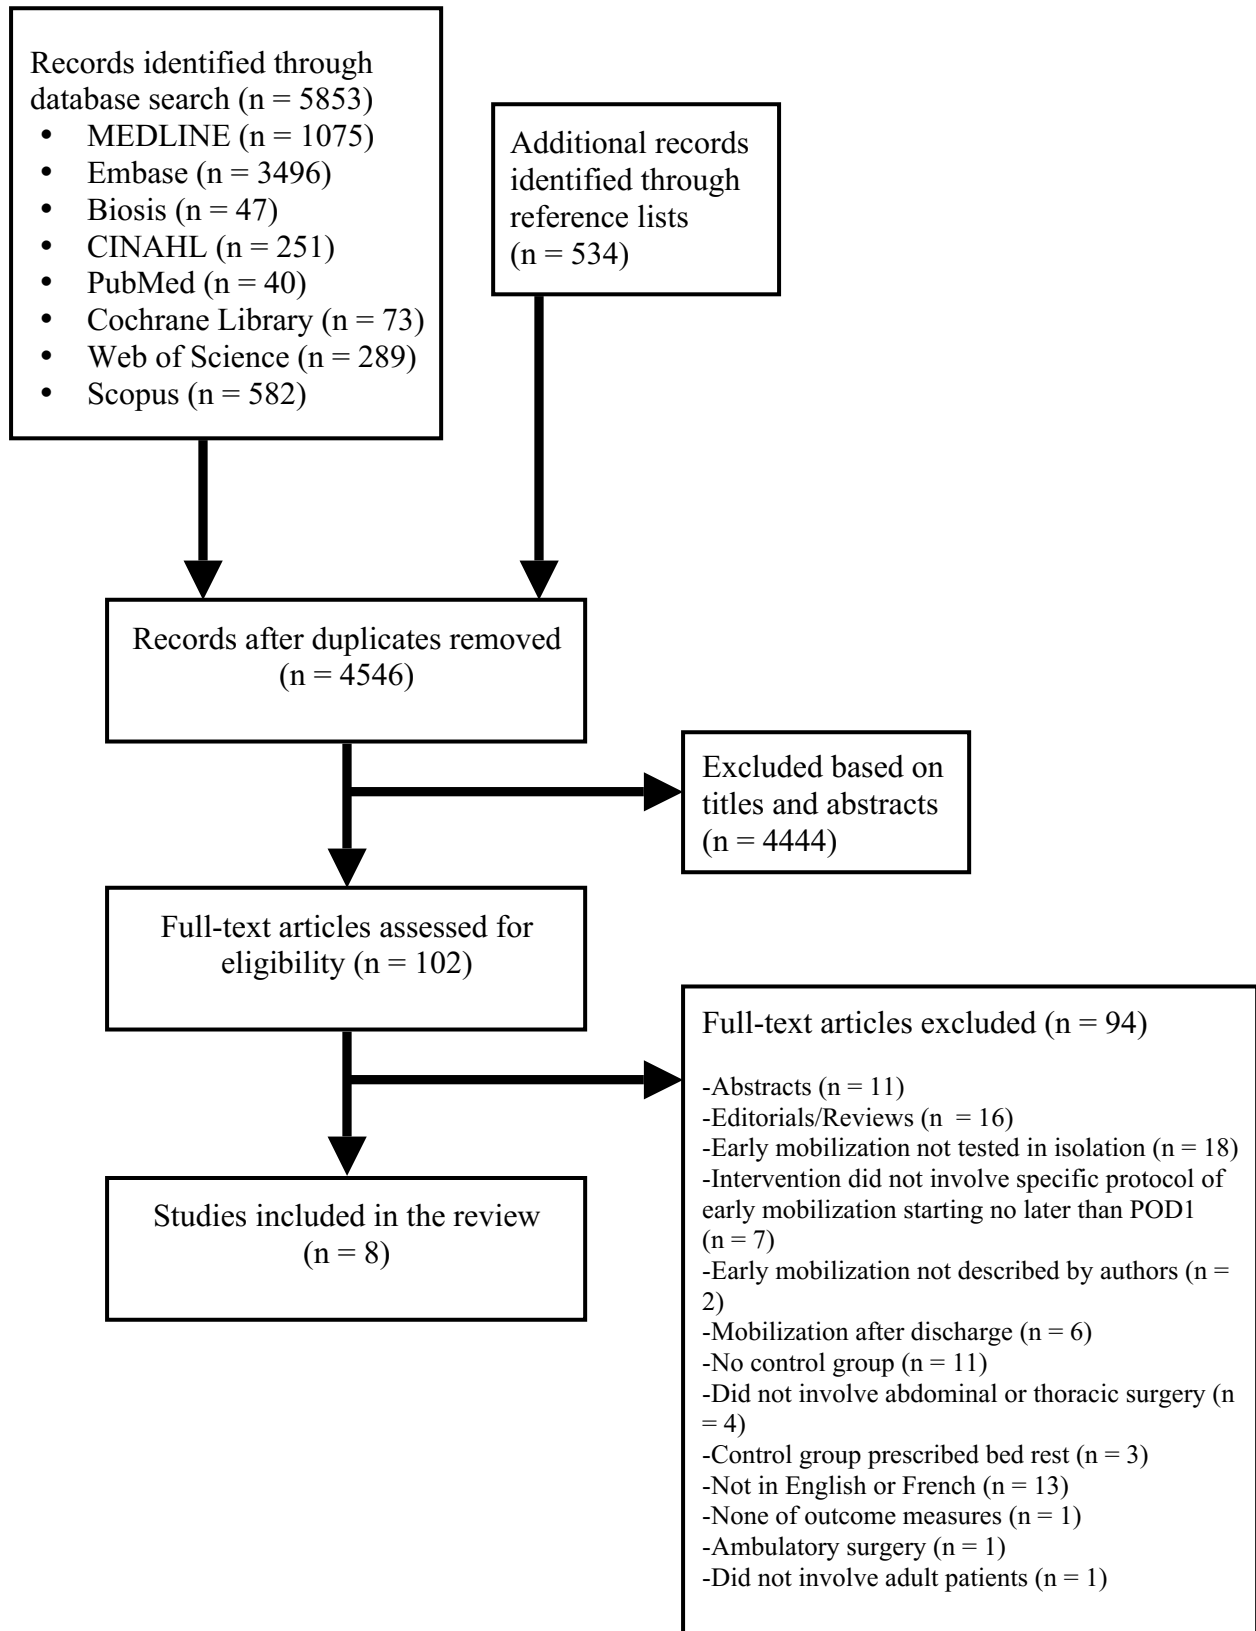 Records identified through
database search (n = 5853)
• MEDLINE (n = 1075)
• Embase (n = 3496)
• Biosis (n = 47)
• CINAHL (n = 251)
• PubMed (n = 40)
• Cochrane Library (n = 73)
• Web of Science (n = 289)
• Scopus (n = 582)
Additional records
identified through
reference lists
(n = 534)
Records after duplicates removed
(n = 4546)
Excluded based on
titles and abstracts
(n = 4444)
Full-text articles assessed for
eligibility (n = 102)
Full-text articles excluded (n = 94)
-Abstracts (n = 11)
-Editorials/Reviews (n  = 16)
-Early mobilization not tested in isolation (n = 18)
-Intervention did not involve specific protocol of
early mobilization starting no later than POD1
(n = 7)
-Early mobilization not described by authors (n =
2)
-Mobilization after discharge (n = 6)
-No control group (n = 11)
-Did not involve abdominal or thoracic surgery (n
= 4)
-Control group prescribed bed rest (n = 3)
-Not in English or French (n = 13)
-None of outcome measures (n = 1)
-Ambulatory surgery (n = 1)
-Did not involve adult patients (n = 1)
Studies included in the review
(n = 8)